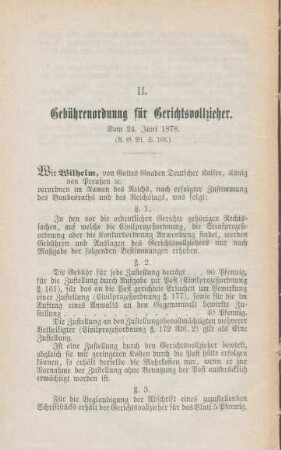 II.
Gebührenordnung für Gerichtsvollzieher.
Vom 24. Juni 1878.
(R. G. Bl. S. 166.)
Wir Wilhelm, von Gottes Gnaden Deutscher Kaiser, König
von Preußen ꝛc.
verordnen im Namen des Reichs, nach erfolgter Zustimmung
des Bundesraths und des Reichstags, was folgt:
§ 1.
In den vor die ordentlichen Gerichte gehörigen Rechts-
sachen, auf welche die Civilprozeßordnung, die Strafprozeß-
ordnung oder die Konkursordnung Anwendung findet, werden
Gebühren und Auslagen des Gerichtsvollziehers nur nach
Maßgabe der folgenden Bestimmungen erhoben.
§ 2.
Die Gebühr für jede Zustellung beträgt . 80 Pfennig,
für die Zustellung durch Aufgabe zur Post (Civilprozeßordnung
§ 161), für das an die Post gerichtete Ersuchen um Bewirkung
einer Zustellung (Civilprozeßordnung § 177), sowie für die im
Auftrag eines Anwalts an den Gegenanwalt bewirkte Zu-
stellung . . . 40 Pfennig.
Die Zustellung an den Zustellungsbevollmächtigten mehrerer
Betheiligter (Civilprozeßordnung § 172 Abs. 2) gilt als Eine
Zustellung.
Ist eine Zustellung durch den Gerichtsvollzieher bewirkt,
obgleich sie mit geringeren Kosten durch die Post hätte erfolgen
können, so erhält derselbe die Mehrkosten nur, wenn er zur
Vornahme der Zustellung ohne Benutzung der Post ausdrücklich
ermächtigt war.
§ 3.
Für die Beglaubigung der Abschrift eines zuzustellenden
Schriftstücks erhält der Gerichtsvollzieher für das Blatt 5 Pfennig.